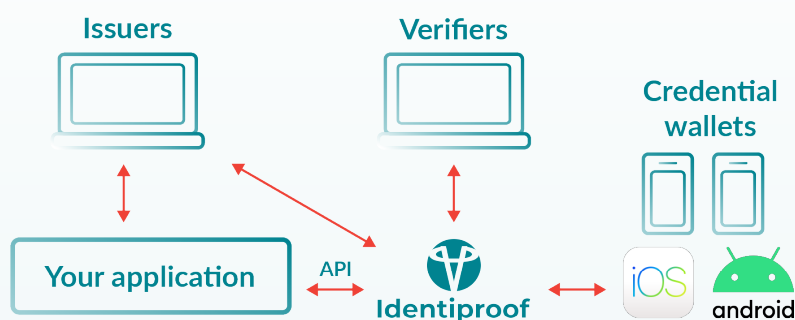 Issuers
Verifiers
Credential
wallets
Your application
API
Identiproof
iOS
android